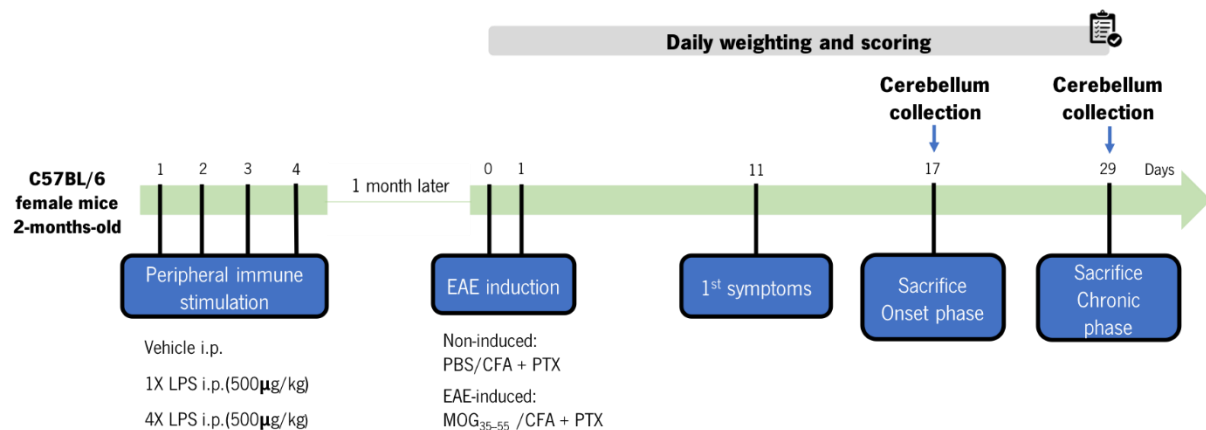 Daily weighting and scoring
Cerebellum
collection
Cerebellum
collection
C57BL/6
female mice
2-months-old
1 2 3 4
1 month later
0 1 11 17 29 Days
Peripheral immune
stimulation
EAE induction
1st symptoms
Sacrifice
Onset phase
Sacrifice
Chronic
phase
Vehicle i.p.
1X LPS i.p.(500µg/kg)
4X LPS i.p.(500µg/kg)
Non-induced:
PBS/CFA + PTX
EAE-induced:
MOG35–55 /CFA + PTX